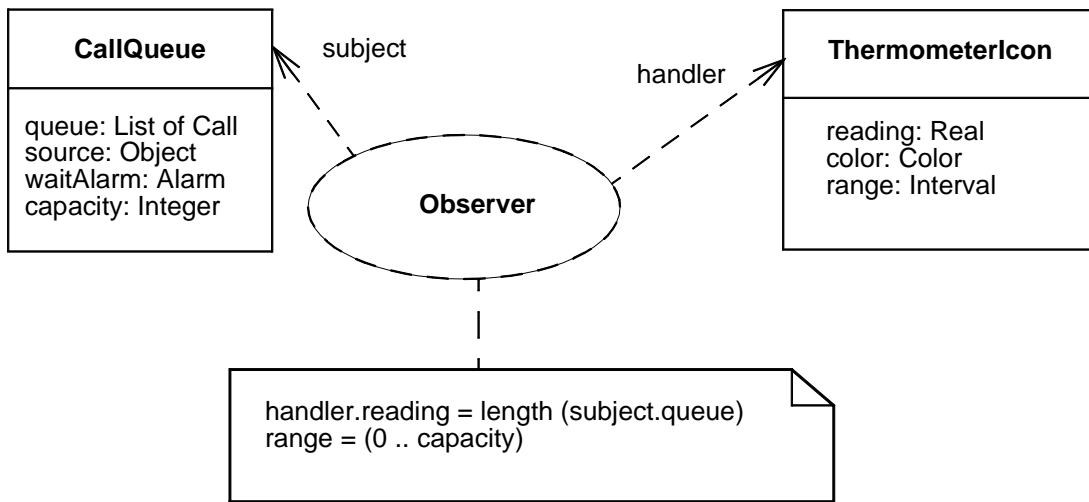 CallQueue
queue: List of Call
source: Object
waitAlarm: Alarm
capacity: Integer
subject
handler
ThermometerIcon
reading: Real
color: Color
range: Interval
Observer
handler.reading = length (subject.queue)
range = (0 .. capacity)